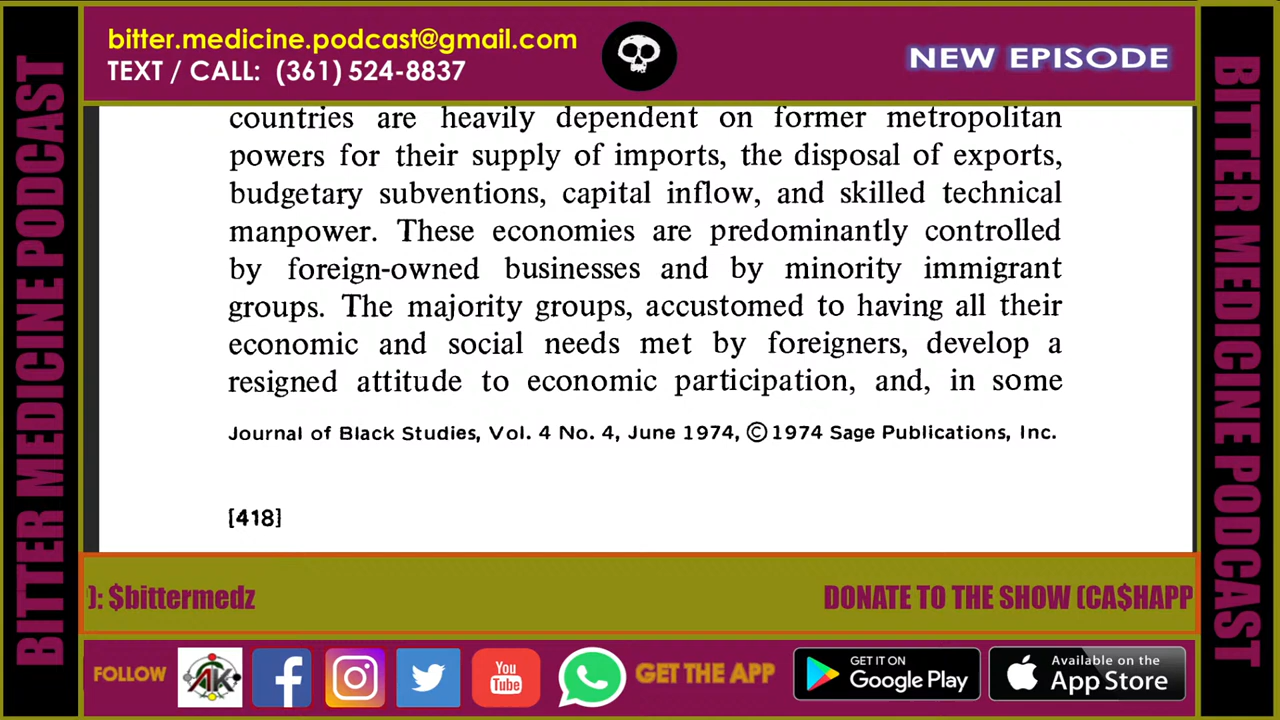 bitter.medicine.podcast@gmail.com
TEXT / CALL: (361) 524-8837
NEW EPISODE
BITTER MEDICINE PODCAST
countries are heavily dependent on former metropolitan
powers for their supply of imports, the disposal of exports,
budgetary subventions, capital inflow, and skilled technical
manpower. These economies are predominantly controlled
by foreign-owned businesses and by minority immigrant
groups. The majority groups, accustomed to having all their
economic and social needs met by foreigners, develop a
resigned attitude to economic participation, and, in some
Journal of Black Studies, Vol. 4 No. 4, June 1974, © 1974 Sage Publications, Inc.
[418]
BITTER MEDICINE PODCAST
): $bittermedz
DONATE TO THE SHOW (CA$HAPP
FOLLOW
ATK
You
Tube
GET THE APP
GET IT ON
Google Play
Available on the
App Store